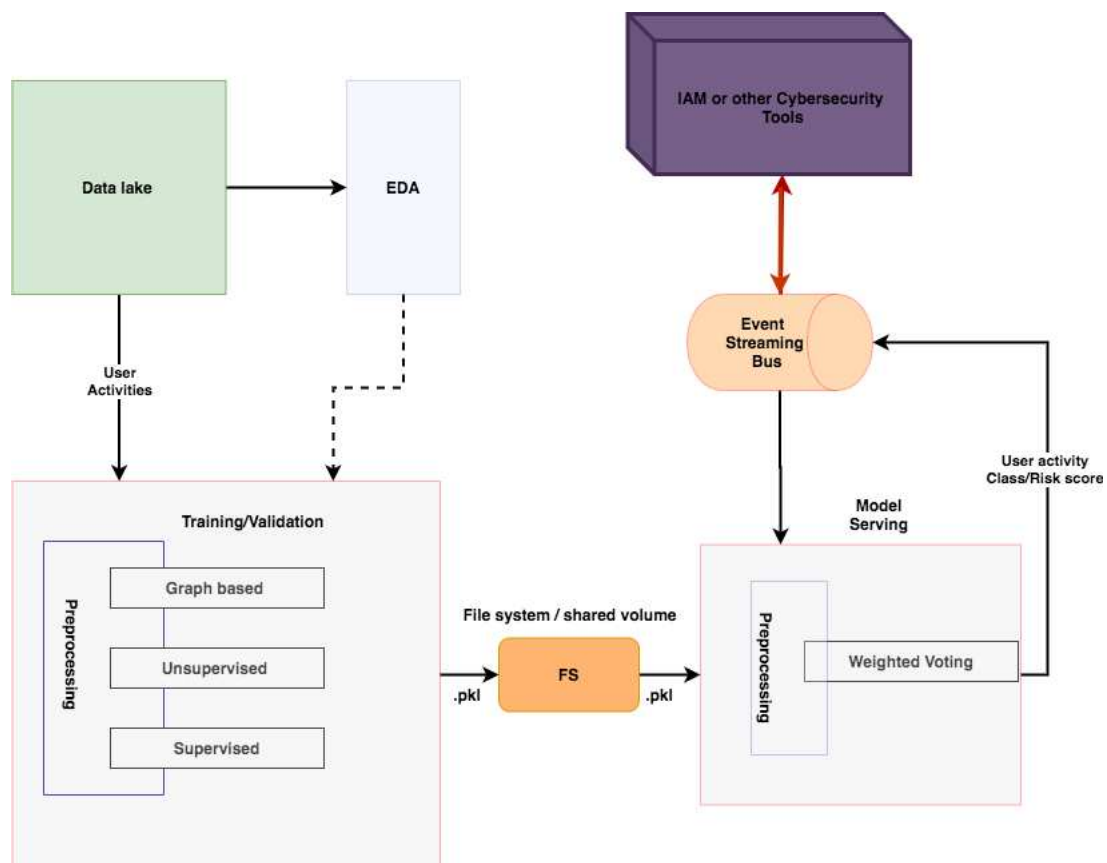 IAM or other Cybersecurity
Tools
Data lake
EDA
Event
Streaming
Bus
User
Activities
User activity
Class/Risk score
Training/Validation
Model
Serving
Preprocessing
Graph based
Unsupervised
Supervised
File system / shared volume
FS
.pkl
.pkl
Preprocessing
Weighted Voting